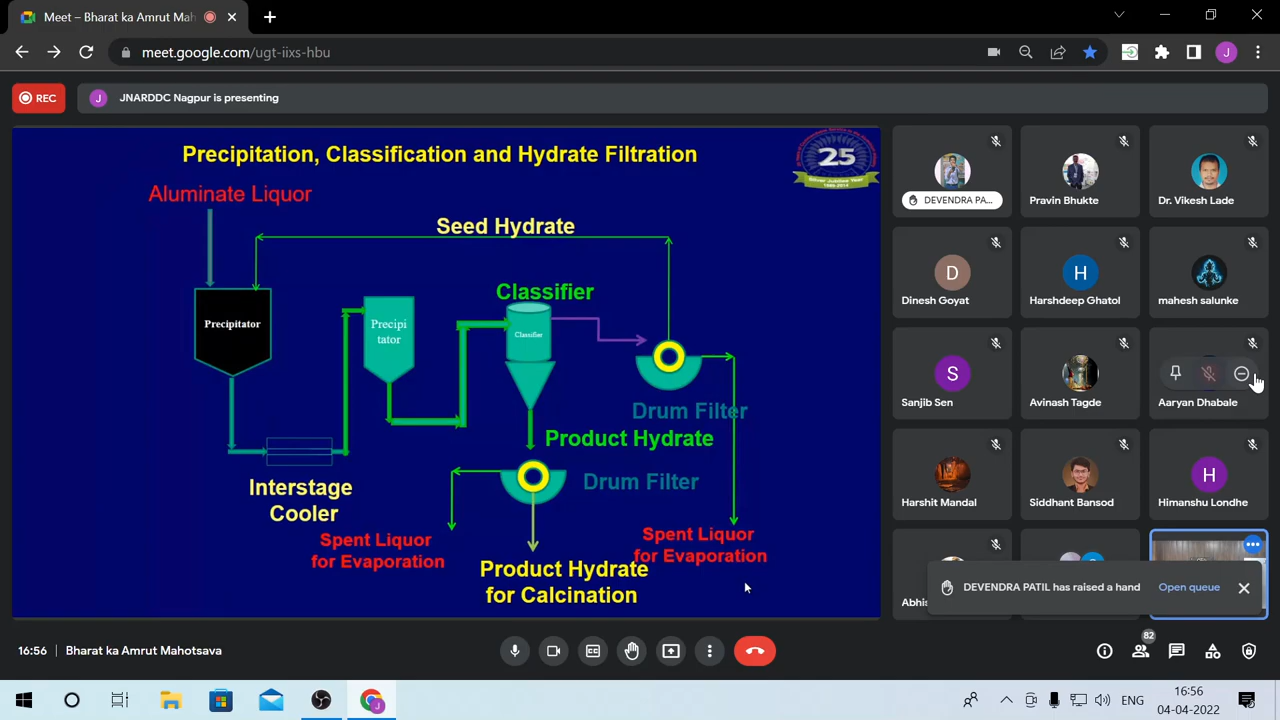 Meet – Bharat ka Amrut Mah
meet.google.com/ugt-iixs-hbu
J
REC
J
JNARDDC Nagpur is presenting
Precipitation, Classification and Hydrate Filtration
25
Aluminate Liquor
Seed Hydrate
Classifier
Precipitator
Precipi
tator
Classifier
Drum Filter
Product Hydrate
Interstage
Cooler
Drum Filter
Spent Liquor
for Evaporation
Spent Liquor
for Evaporation
Product Hydrate
for Calcination
DEVENDRA PA...
Pravin Bhukte
Dr. Vikesh Lade
D
Dinesh Goyat
H
Harshdeep Ghatol
mahesh salunke
S
Sanjib Sen
Avinash Tagde
Aaryan Dhabale
Harshit Mandal
Siddhant Bansod
H
Himanshu Londhe
Abhis
DEVENDRA PATIL has raised a hand
Open queue
16:56
Bharat ka Amrut Mahotsava
82
ENG
16:56
04-04-2022